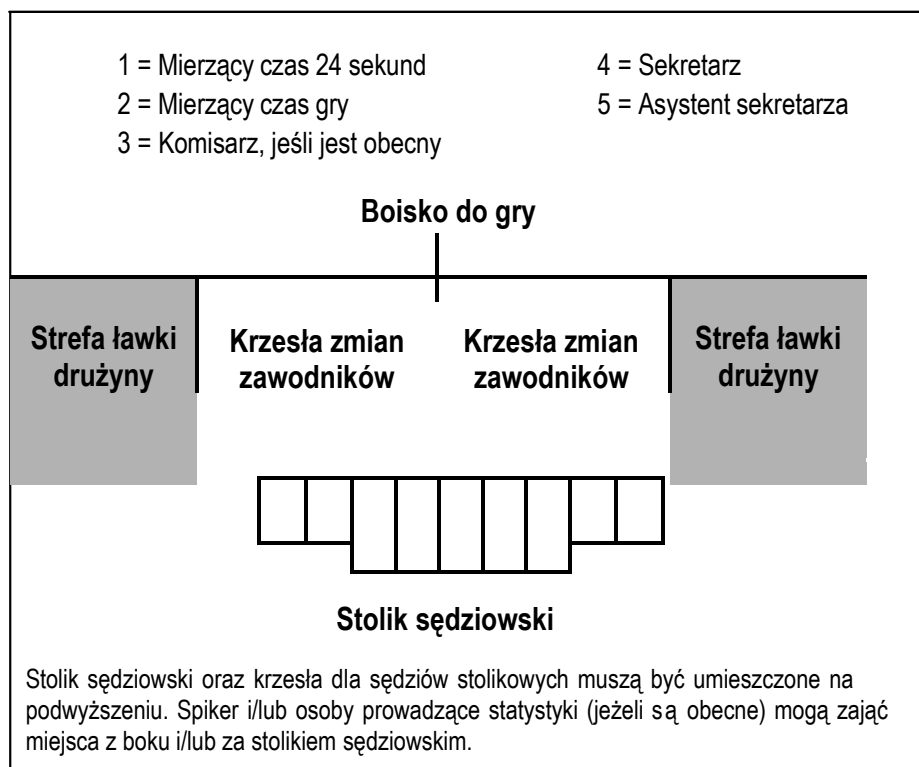 1 = Mierzący czas 24 sekund
2 = Mierzący czas gry
3 = Komisarz, jeśli jest obecny
4 = Sekretarz
5 = Asystent sekretarza
Boisko do gry
Strefa ławki
drużyny
Krzesła zmian
zawodników
Krzesła zmian
zawodników
Strefa ławki
drużyny
Stolik sędziowski
Stolik sędziowski oraz krzesła dla sędziów stolikowych muszą być umieszczone na
podwyższeniu. Spiker i/lub osoby prowadzące statystyki (jeżeli są obecne) mogą zająć
miejsca z boku i/lub za stolikiem sędziowskim.